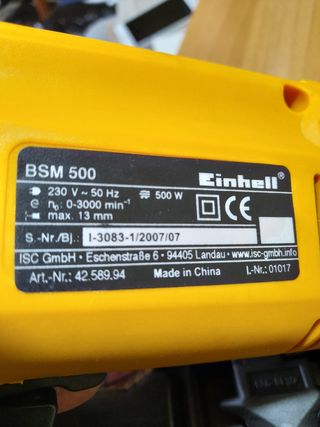 BSM 500
Einhell®
230 V ~ 50 Hz 500 W
n₀: 0-3000 min⁻¹
max. 13 mm
CE
S.-Nr./Bj.: I-3083-1/2007/07
ISC GmbH • Eschenstraße 6 • 94405 Landau • www.isc-gmbh.info
Art.-Nr.: 42.589.94 Made in China I.-Nr.: 01017